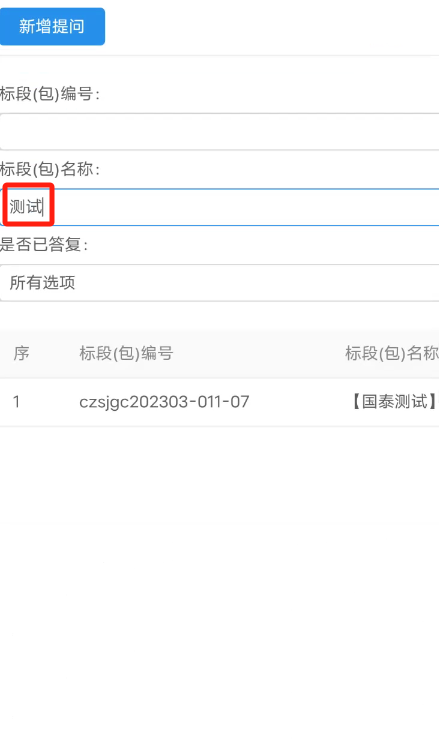 新增提问
标段(包)编号:
标段(包)名称:
测试
是否已答复:
所有选项
序 标段(包)编号 标段(包)名称
1 czsjgc202303-011-07 【国泰测试】